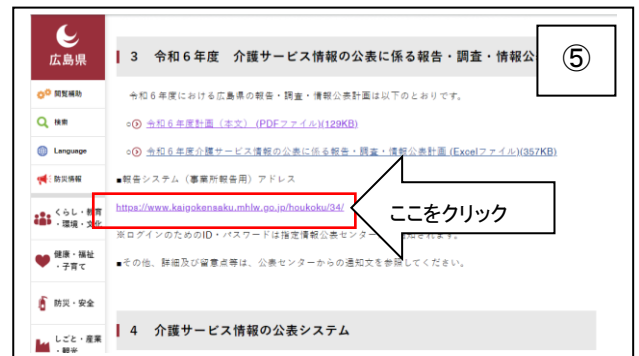 広島県
閲覧補助
検索
Language
防災情報
くらし・教育
・環境・文化
健康・福祉
・子育て
防災・安全
しごと・産業
・観光
3 令和6年度 介護サービス情報の公表に係る報告・調査・情報公
⑤
令和6年度における広島県の報告・調査・情報公表計画は以下のとおりです。
令和6年度計画（本文） (PDFファイル)(129KB)
令和6年度介護サービス情報の公表に係る報告・調査・情報公表計画 (Excelファイル)(357KB)
■報告システム（事業所報告用）アドレス
https://www.kaigokensaku.mhlw.go.jp/houkoku/34/
ここをクリック
※ログインのためのID・パスワードは指定情報公表センター 知されます。
■その他、詳細及び留意点等は、公表センターからの通知文を参照してください。
4 介護サービス情報の公表システム